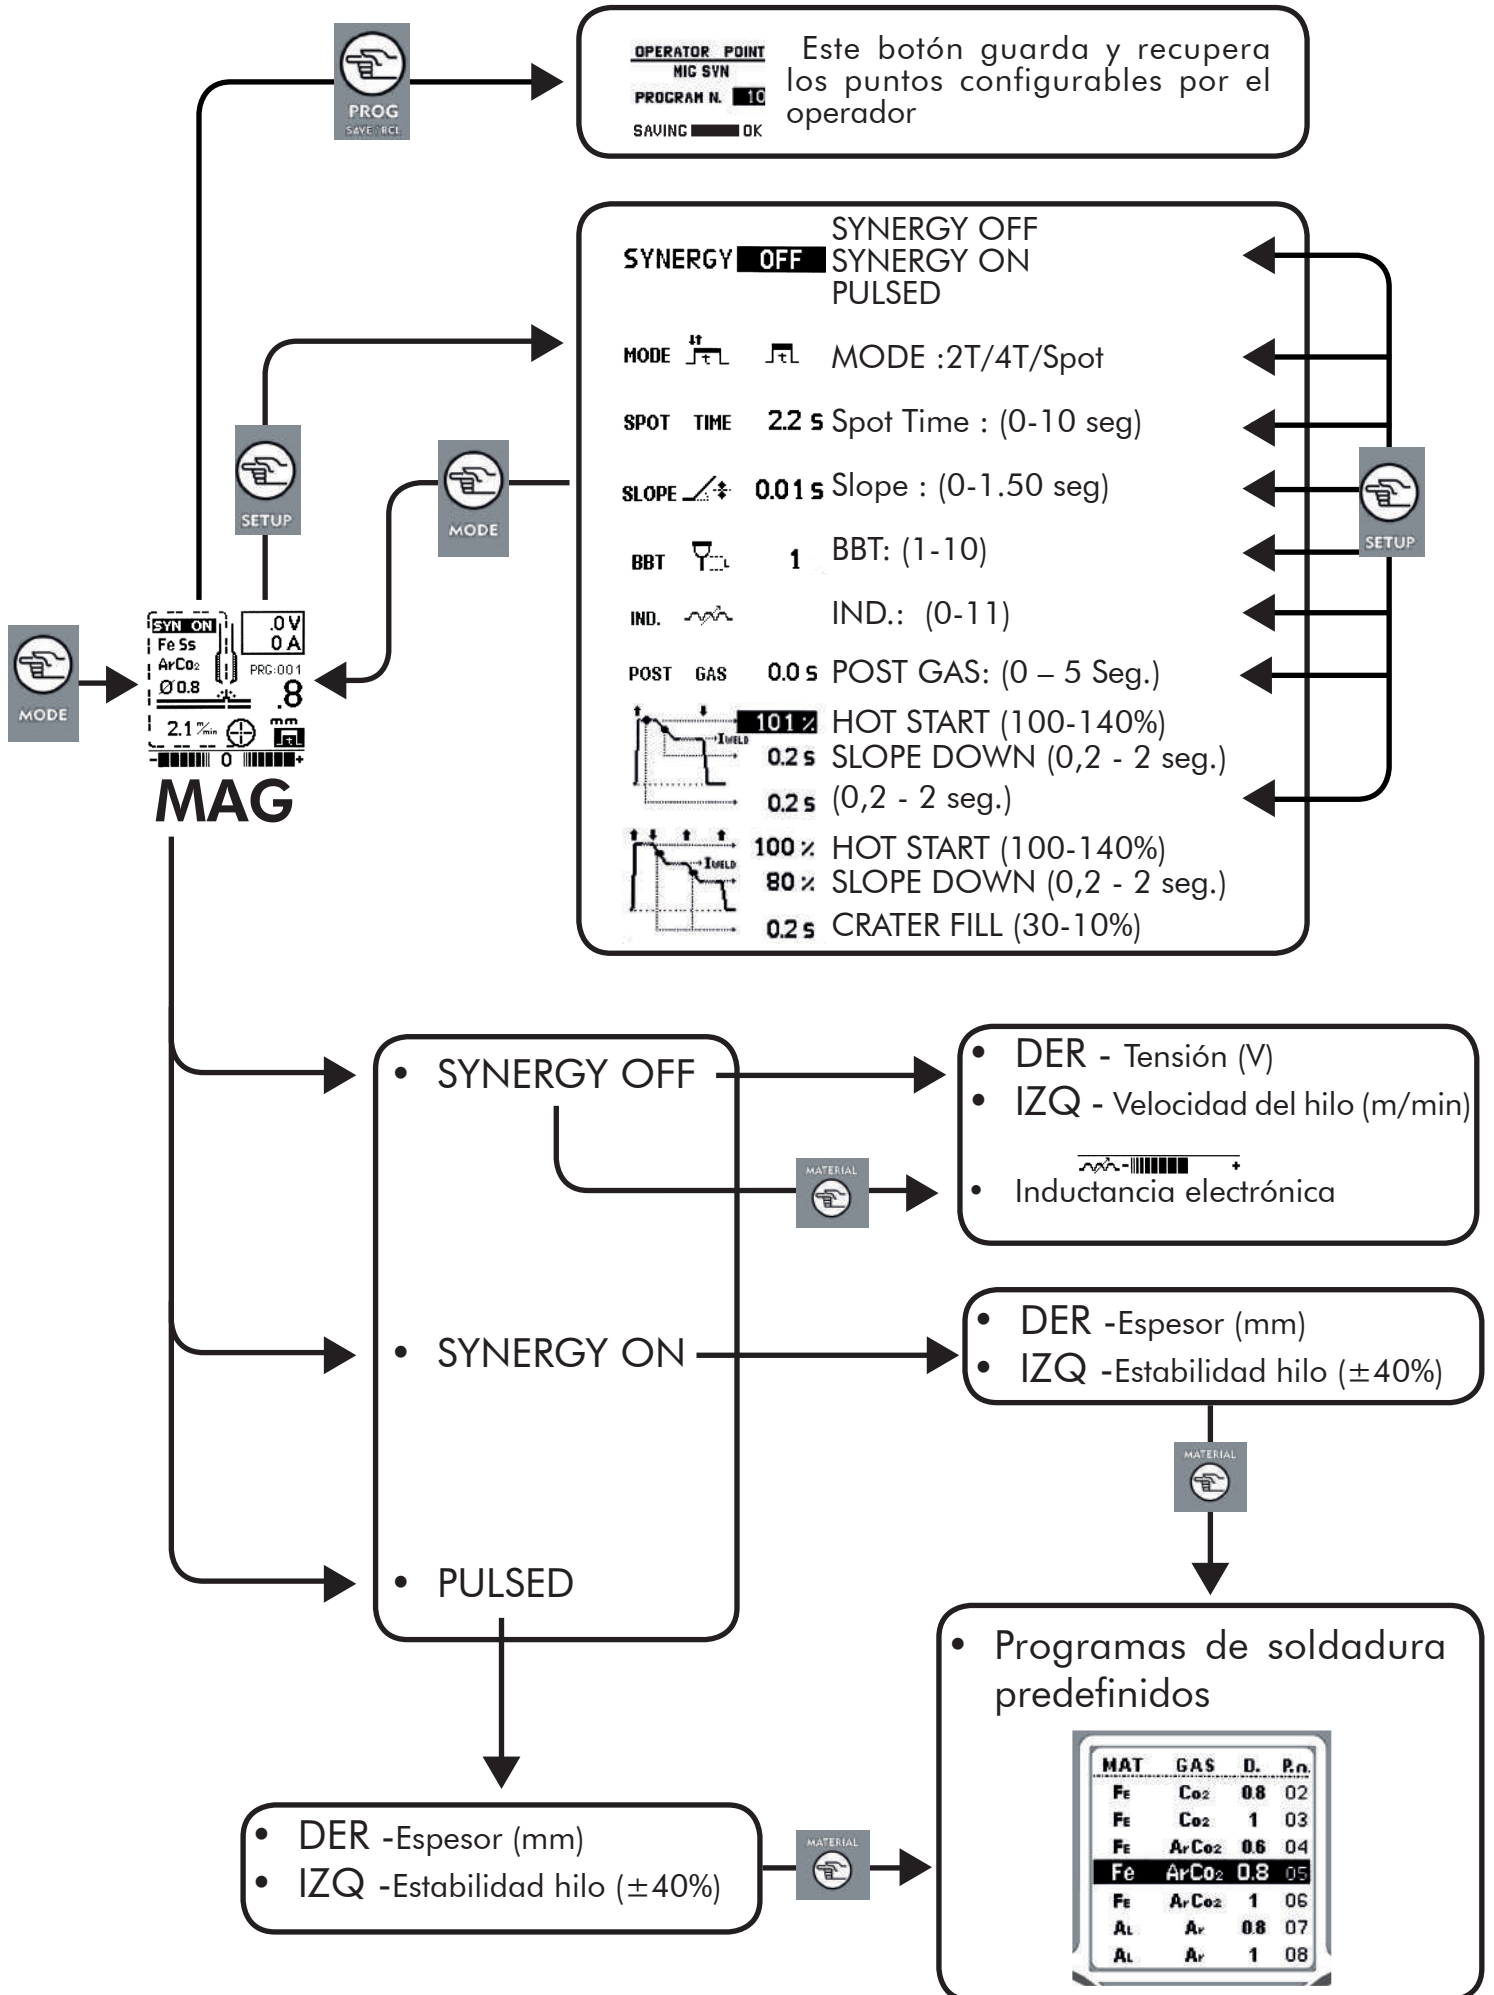 PROG
SAVE / RCL
OPERATOR POINT
MIG SYN
PROGRAM N. 10
SAVING OK
Este botón guarda y recupera
los puntos configurables por el
operador
SYNERGY OFF
SYNERGY OFF
SYNERGY ON
PULSED
MODE
t
t
MODE :2T/4T/Spot
SPOT TIME 2.2 s
Spot Time : (0-10 seg)
SLOPE 0.01 s
Slope : (0-1.50 seg)
BBT L 1
BBT: (1-10)
IND.
IND.: (0-11)
POST GAS 0.0 s
POST GAS: (0 – 5 Seg.)
101 %
IWELD
HOT START (100-140%)
0.2 s
SLOPE DOWN (0,2 - 2 seg.)
0.2 s
(0,2 - 2 seg.)
100 %
IWELD
HOT START (100-140%)
80 %
SLOPE DOWN (0,2 - 2 seg.)
0.2 s
CRATER FILL (30-10%)
SETUP
SETUP
MODE
MODE
SYN ON
Fe Ss
ArCo2
Ø 0.8
.0 V
0 A
PRG:001
.8
2.1 m/min
mm
t
- 0 +
MAG
• SYNERGY OFF
• SYNERGY ON
• PULSED
• DER - Tensión (V)
• IZQ - Velocidad del hilo (m/min)
- +
• Inductancia electrónica
MATERIAL
• DER -Espesor (mm)
• IZQ -Estabilidad hilo (±40%)
MATERIAL
• DER -Espesor (mm)
• IZQ -Estabilidad hilo (±40%)
MATERIAL
• Programas de soldadura
predefinidos
MAT GAS D. P.n.
FE Co2 0.8 02
FE Co2 1 03
FE ArCo2 0.6 04
Fe ArCo2 0.8 05
FE ArCo2 1 06
AL Ar 0.8 07
AL Ar 1 08